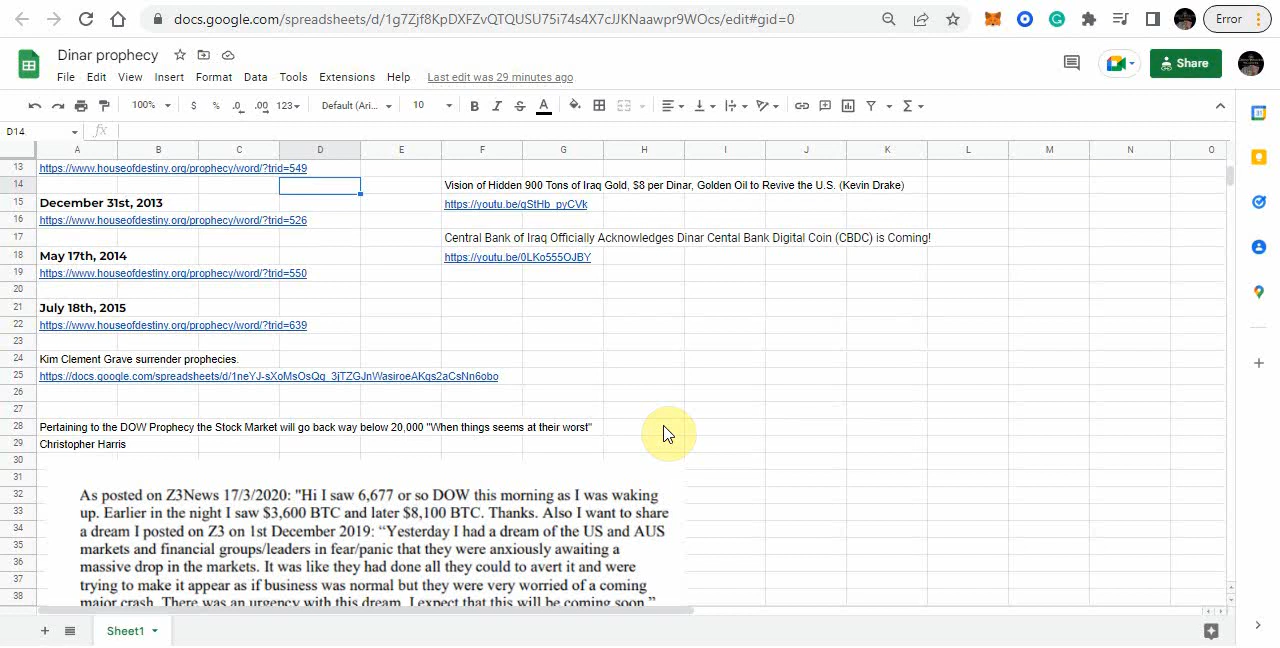 docs.google.com/spreadsheets/d/1g7Zjf8KpDXFZvQTQUSU75i74s4X7cJJKNaawpr9WOcs/edit#gid=0
Error
Dinar prophecy
File Edit View Insert Format Data Tools Extensions Help Last edit was 29 minutes ago
Share
100% $ % .0 .00 123 Default (Ari... 10 B I S A
D14 fx
A B C D E F G H I J K L M N O
13 https://www.houseofdestiny.org/prophecy/word/?trid=549
14 Vision of Hidden 900 Tons of Iraq Gold, $8 per Dinar, Golden Oil to Revive the U.S. (Kevin Drake)
15 December 31st, 2013 https://youtu.be/gStHb_pyCVk
16 https://www.houseofdestiny.org/prophecy/word/?trid=526
17 Central Bank of Iraq Officially Acknowledges Dinar Cental Bank Digital Coin (CBDC) is Coming!
18 May 17th, 2014 https://youtu.be/0LKo555OJBY
19 https://www.houseofdestiny.org/prophecy/word/?trid=550
20
21 July 18th, 2015
22 https://www.houseofdestiny.org/prophecy/word/?trid=639
23
24 Kim Clement Grave surrender prophecies.
25 https://docs.google.com/spreadsheets/d/1neYJ-sXoMsOsQg_3jTZGJnWasiroeAKgs2aCsNn6obo
26
27
28 Pertaining to the DOW Prophecy the Stock Market will go back way below 20,000 "When things seems at their worst"
29 Christopher Harris
30
31
32 As posted on Z3News 17/3/2020: "Hi I saw 6,677 or so DOW this morning as I was waking
33 up. Earlier in the night I saw $3,600 BTC and later $8,100 BTC. Thanks. Also I want to share
34 a dream I posted on Z3 on 1st December 2019: “Yesterday I had a dream of the US and AUS
35 markets and financial groups/leaders in fear/panic that they were anxiously awaiting a
36 massive drop in the markets. It was like they had done all they could to avert it and were
37 trying to make it appear as if business was normal but they were very worried of a coming
38 major crash. There was an urgency with this dream. I expect that this will be coming soon.”
Sheet1